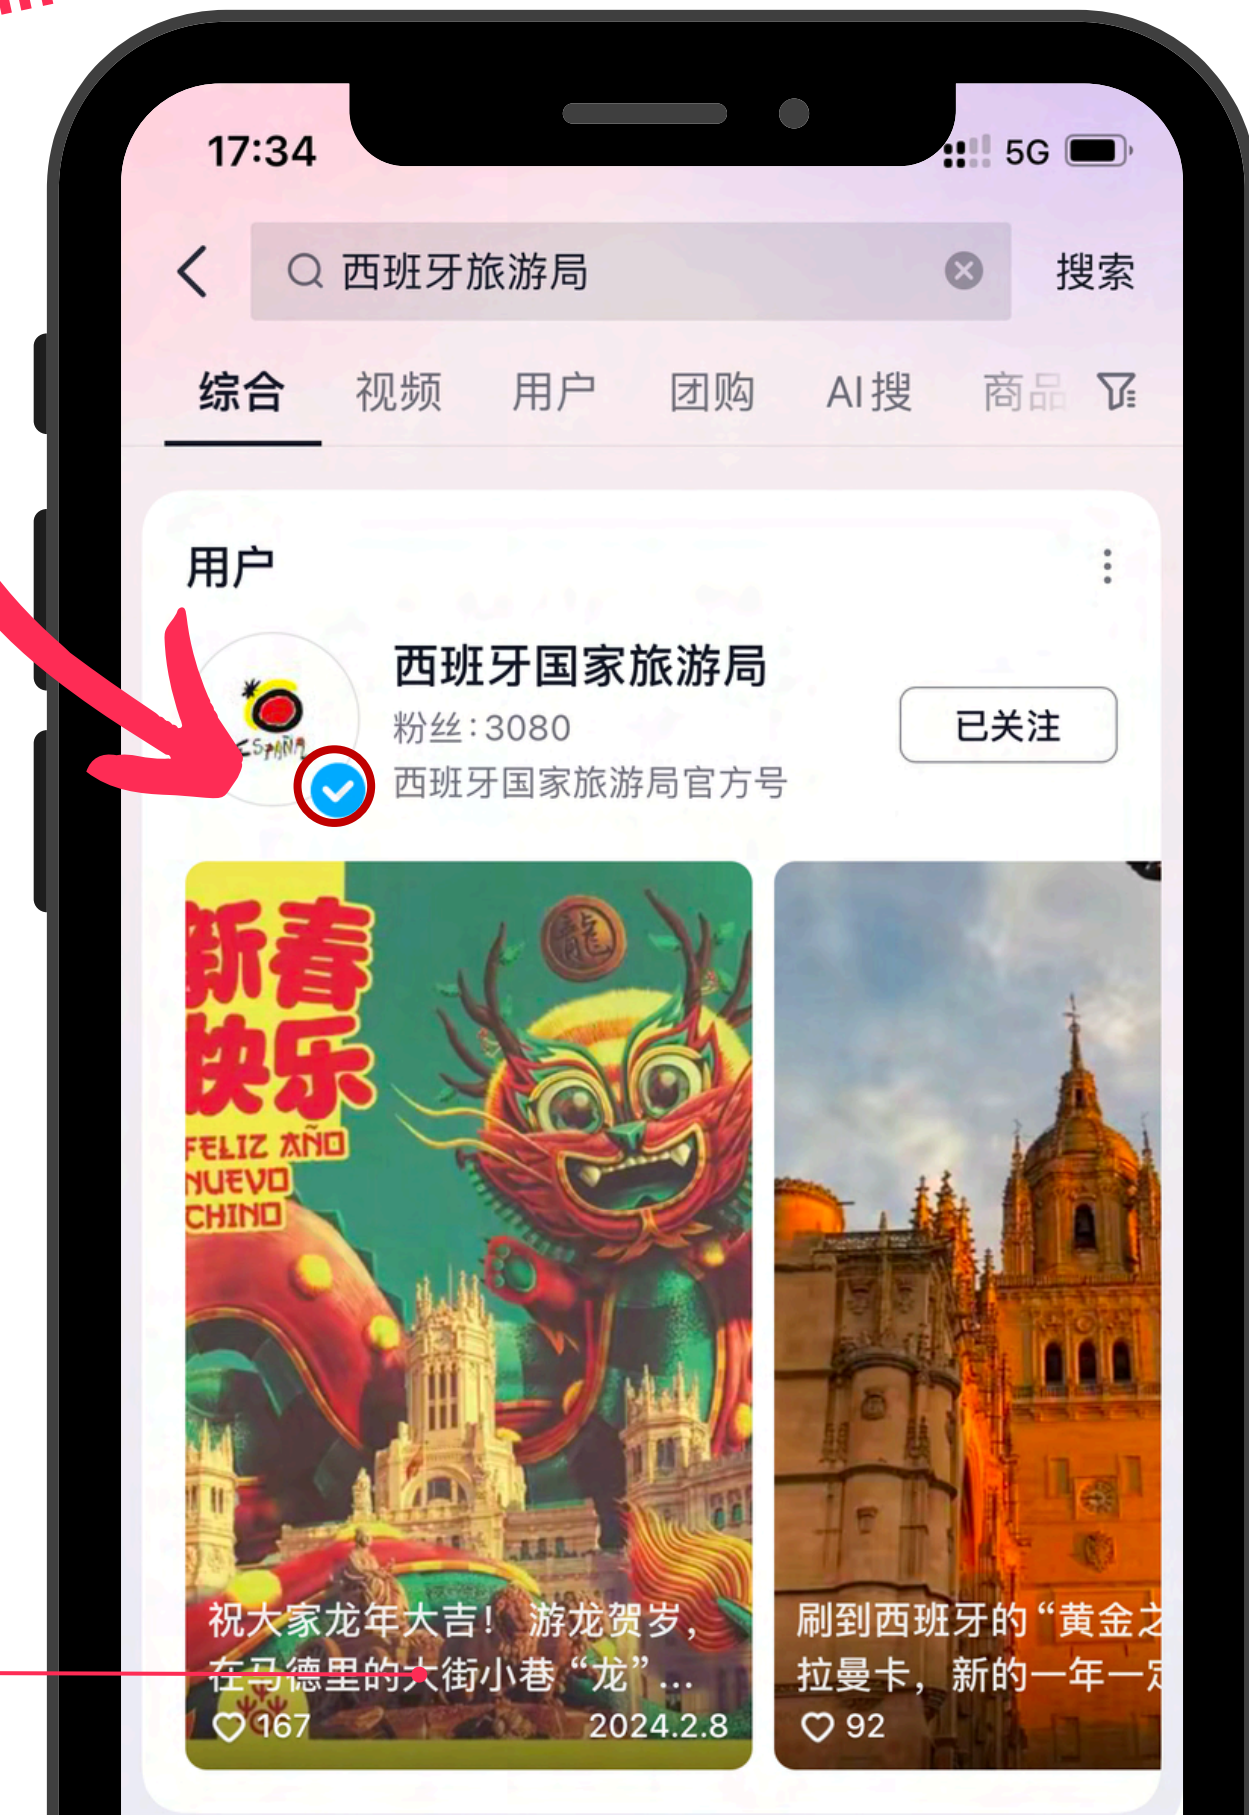 17:34
5G
西班牙旅游局
搜索
综合 视频 用户 团购 AI搜 商品
用户
西班牙国家旅游局
粉丝:3080
已关注
西班牙国家旅游局官方号
ESPAÑA
龍
新春
快乐
FELIZ AÑO
NUEVO
CHINO
祝大家龙年大吉! 游龙贺岁,
在马德里的大街小巷“龙”...
167
2024.2.8
刷到西班牙的“黄金之
拉曼卡, 新的一年一定
92